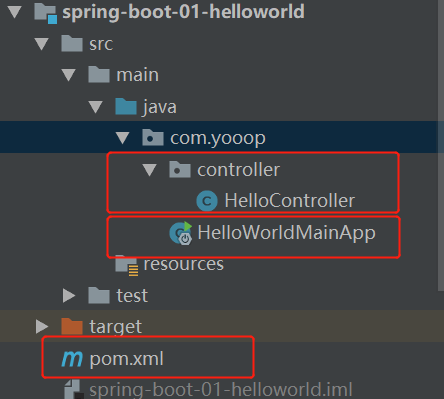 spring-boot-01-helloworld
src
main
java
com.yooop
controller
HelloController
HelloWorldMainApp
resources
test
target
pom.xml
spring-boot-01-helloworld.iml